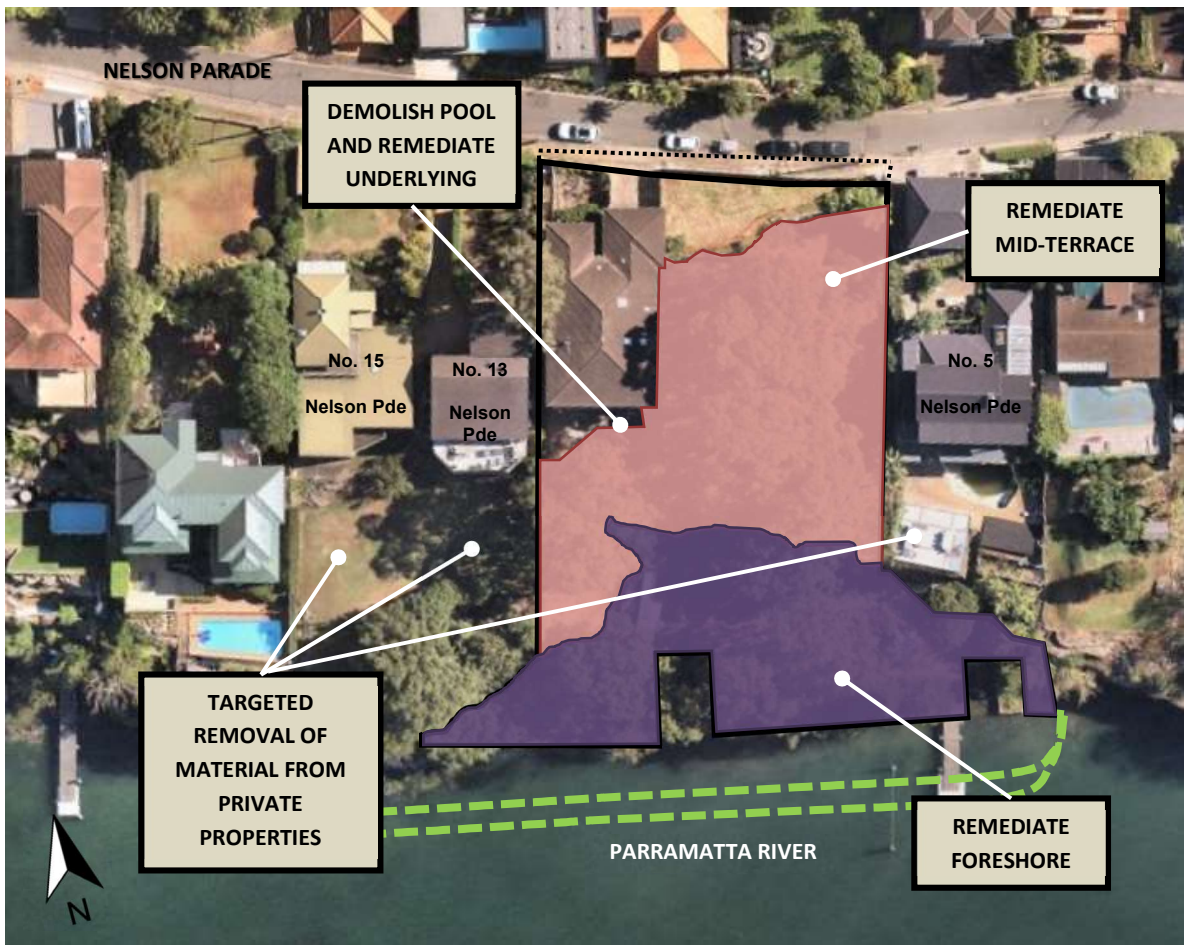 NELSON PARADE
DEMOLISH POOL
AND REMEDIATE
UNDERLYING
REMEDIATE
MID-TERRACE
No. 15
Nelson Pde
No. 13
Nelson
Pde
No. 5
Nelson Pde
TARGETED
REMOVAL OF
MATERIAL FROM
PRIVATE
PROPERTIES
REMEDIATE
FORESHORE
PARRAMATTA RIVER
N